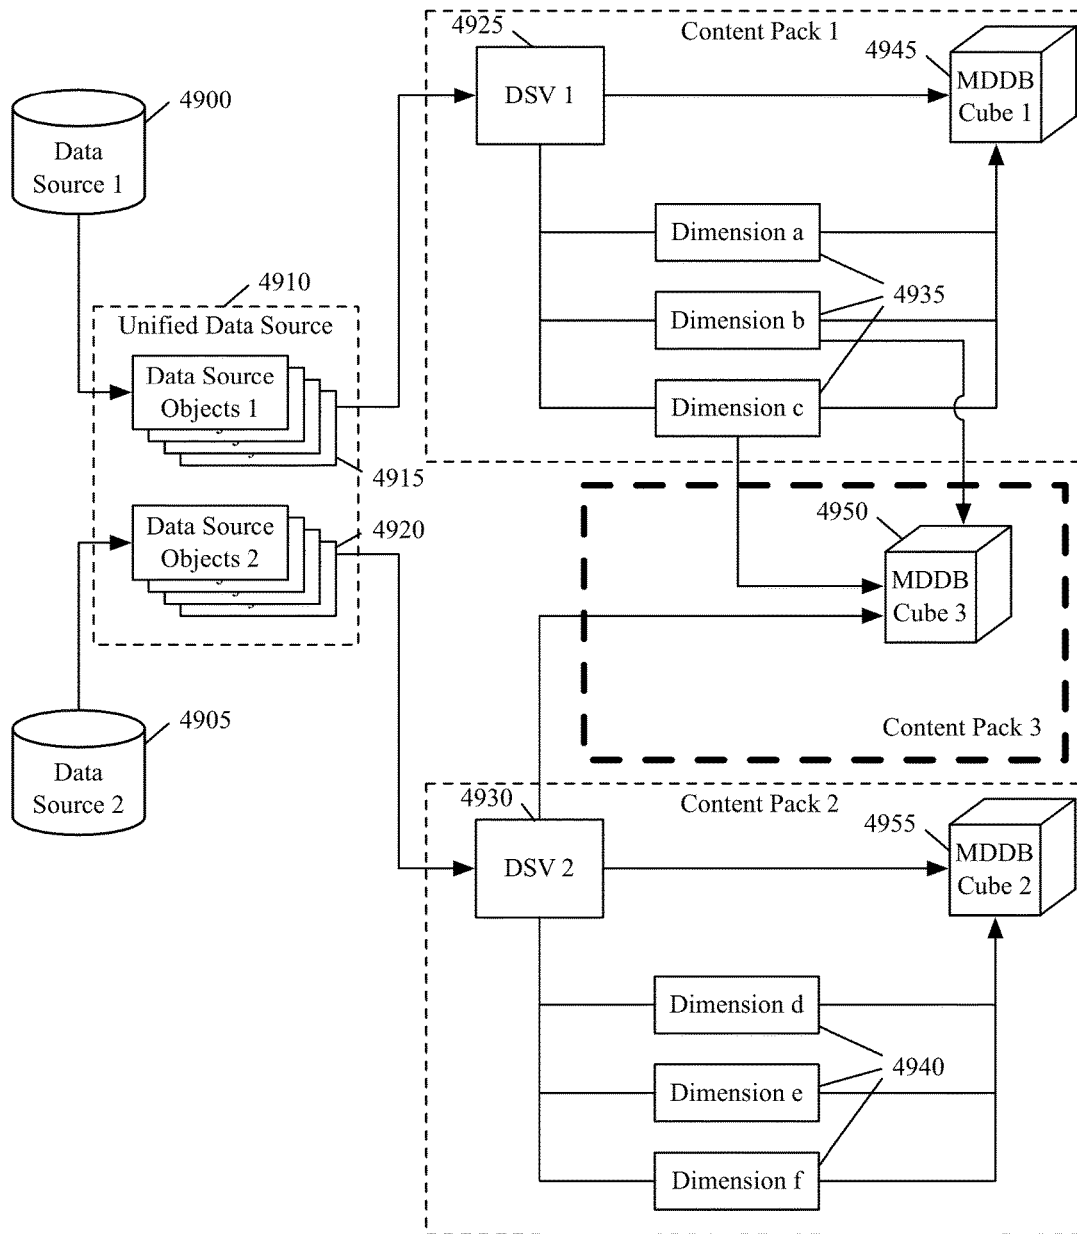 4925
Content Pack 1
4945
DSV 1
MDDB
Cube 1
4900
Data
Source 1
Dimension a
4910
4935
Unified Data Source
Dimension b
Data Source
Objects 1
Dimension c
4915
4950
Data Source
Objects 2
4920
MDDB
Cube 3
4905
Content Pack 3
Data
Source 2
4930
Content Pack 2
4955
DSV 2
MDDB
Cube 2
Dimension d
4940
Dimension e
Dimension f